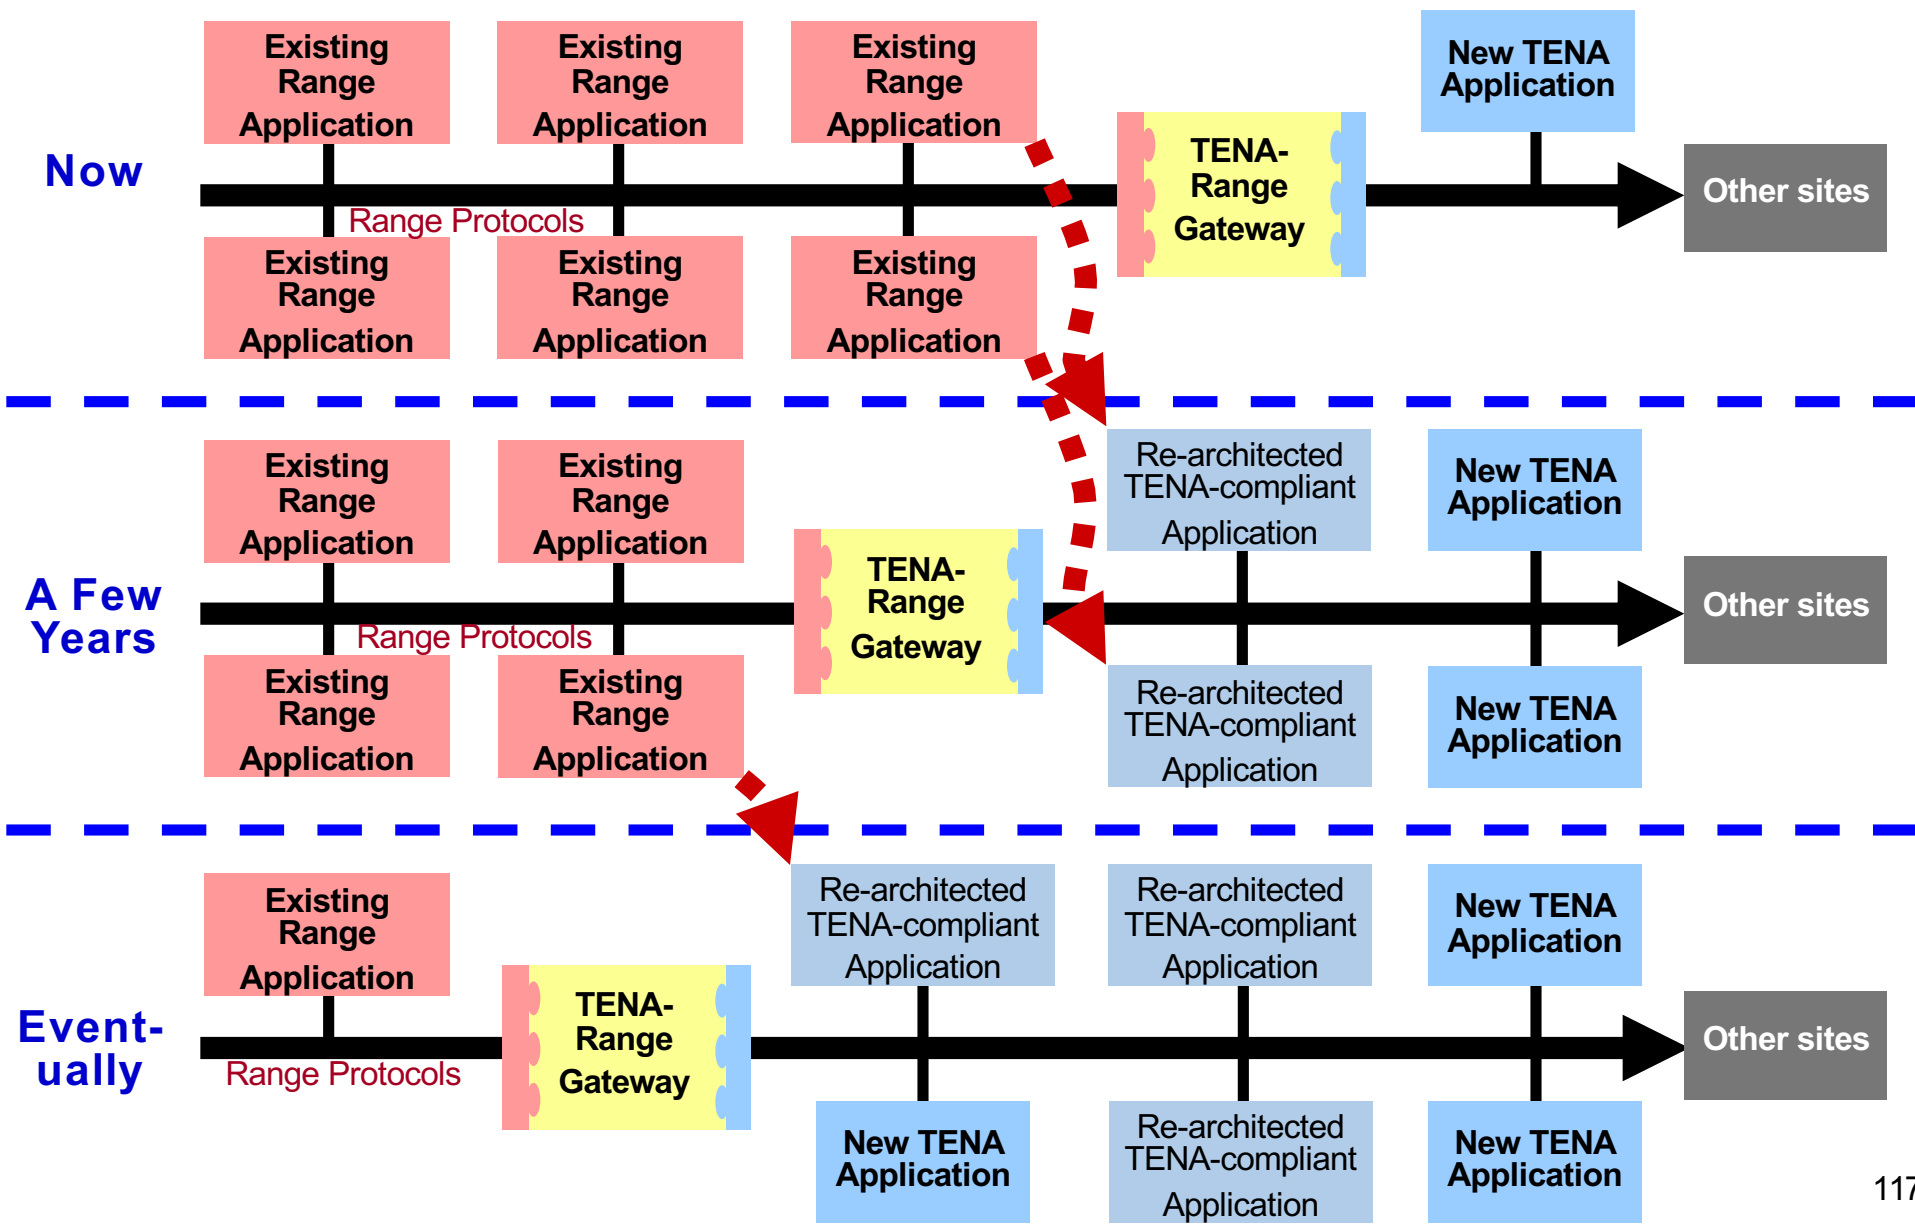 Now
Existing
Range
Application
Existing
Range
Application
Existing
Range
Application
TENA-
Range
Gateway
New TENA
Application
Other sites
Range Protocols
Existing
Range
Application
Existing
Range
Application
Existing
Range
Application
A Few
Years
Existing
Range
Application
Existing
Range
Application
TENA-
Range
Gateway
Re-architected
TENA-compliant
Application
New TENA
Application
Other sites
Range Protocols
Existing
Range
Application
Existing
Range
Application
Re-architected
TENA-compliant
Application
New TENA
Application
Event-
ually
Existing
Range
Application
Range Protocols
TENA-
Range
Gateway
Re-architected
TENA-compliant
Application
Re-architected
TENA-compliant
Application
New TENA
Application
Other sites
New TENA
Application
Re-architected
TENA-compliant
Application
New TENA
Application
117